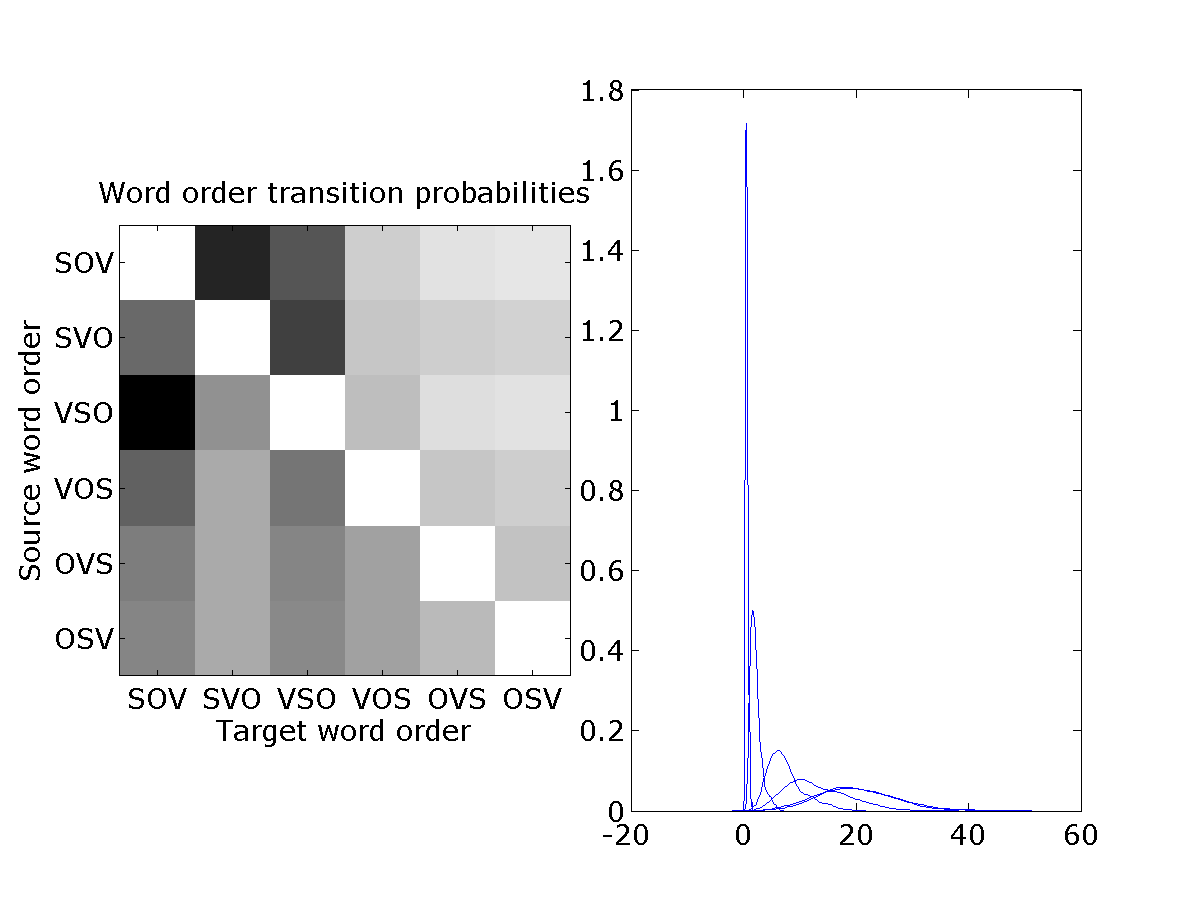 Word order transition probabilities
Source word order
SOV
SVO
VSO
VOS
OVS
OSV
SOV SVO VSO VOS OVS OSV
Target word order
1.8
1.6
1.4
1.2
1
0.8
0.6
0.4
0.2
0
-20 0 20 40 60